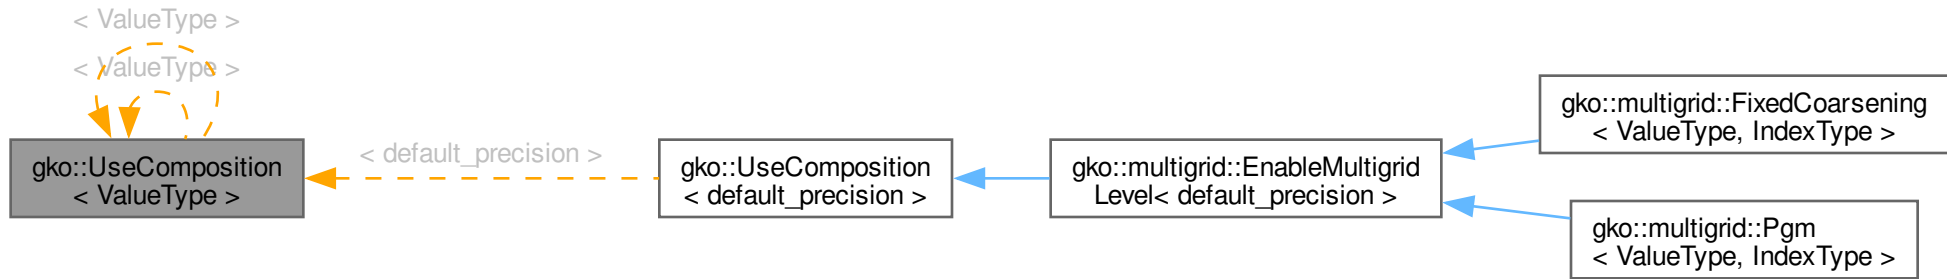 < ValueType >
< ValueType >
gko::UseComposition
< ValueType >
< default_precision >
gko::UseComposition
< default_precision >
gko::multigrid::EnableMultigrid
Level< default_precision >
gko::multigrid::FixedCoarsening
< ValueType, IndexType >
gko::multigrid::Pgm
< ValueType, IndexType >